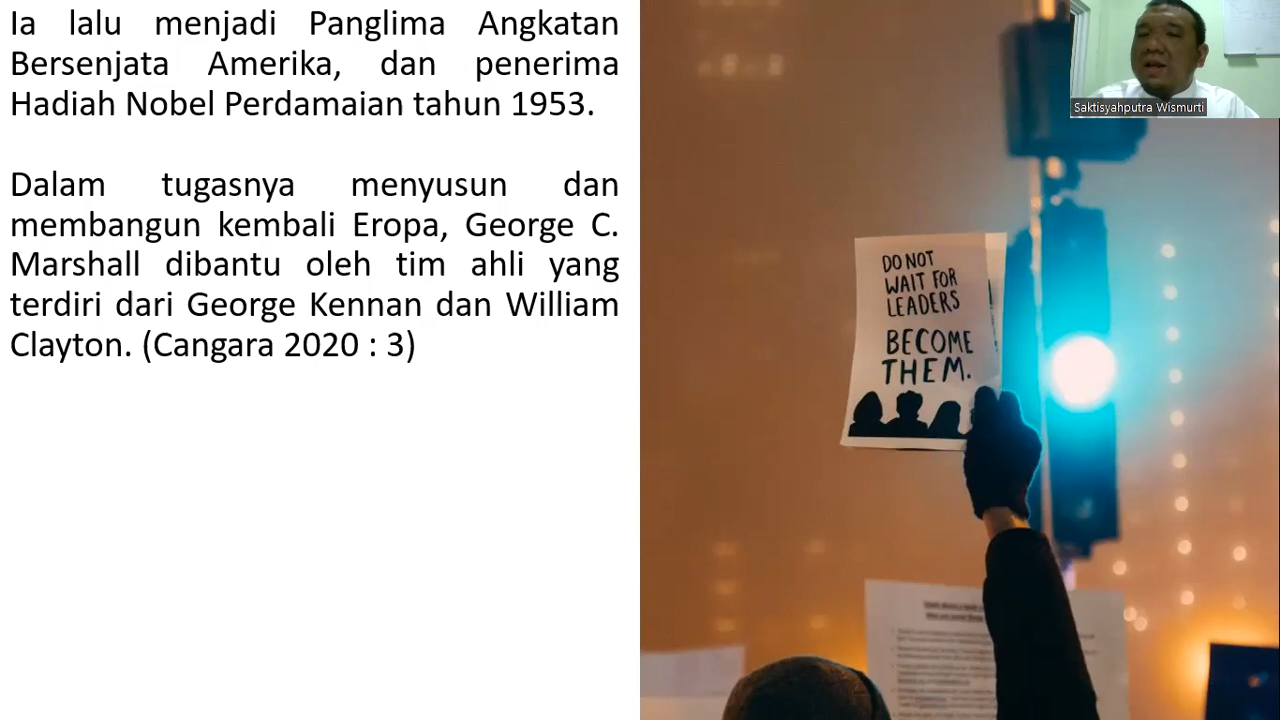 Ia lalu menjadi Panglima Angkatan
Bersenjata Amerika, dan penerima
Hadiah Nobel Perdamaian tahun 1953.
Dalam tugasnya menyusun dan
membangun kembali Eropa, George C.
Marshall dibantu oleh tim ahli yang
terdiri dari George Kennan dan William
Clayton. (Cangara 2020 : 3)
Saktisyahputra Wismurti
DO NOT
WAIT FOR
LEADERS
BECOME
THEM.